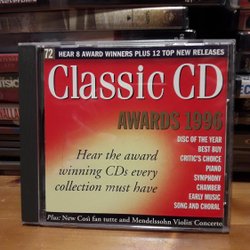 72 HEAR 8 AWARD WINNERS PLUS 12 TOP NEW RELEASES
Classic CD
AWARDS 1996
DISC OF THE YEAR
BEST BUY
CRITIC'S CHOICE
PIANO
SYMPHONY
CHAMBER
EARLY MUSIC
SONG AND CHORAL
Hear the award
winning CDs every
collection must have
Plus: New Così fan tutte and Mendelssohn Violin Concerto